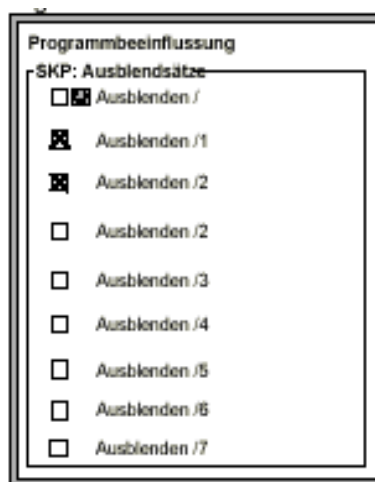 Programmbeeinflussung
SKP: Ausblendsätze
Ausblenden /
Ausblenden /1
Ausblenden /2
Ausblenden /2
Ausblenden /3
Ausblenden /4
Ausblenden /5
Ausblenden /6
Ausblenden /7